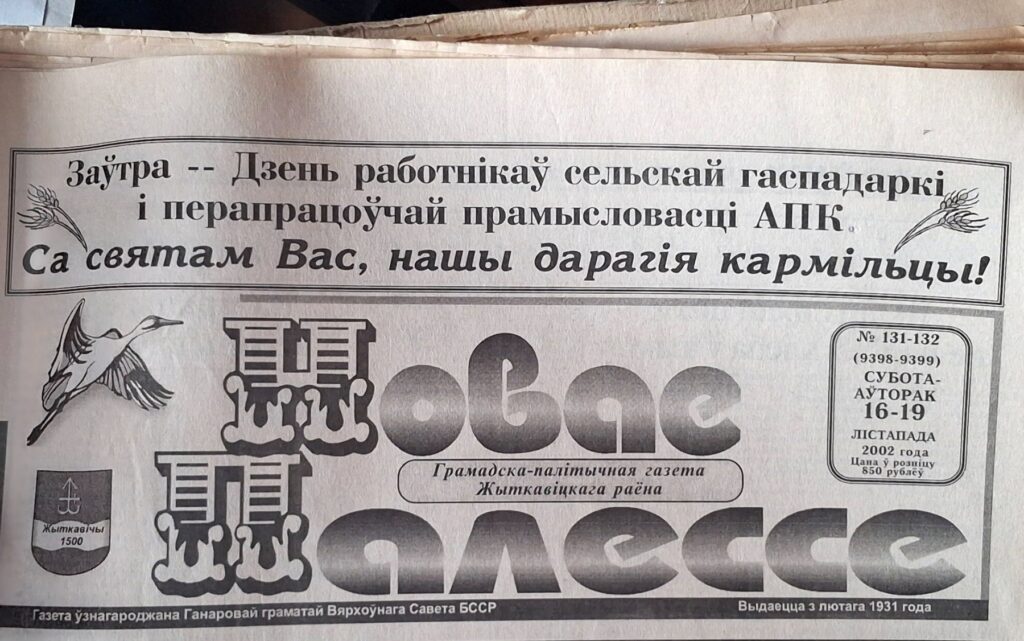 Заўтра -- Дзень работнікаў сельскай гаспадаркі
і перапрацоўчай прамысловасці АПК.
Са святам Вас, нашы дарагія кармільцы!
Новае
Палессе
Грамадска-палітычная газета
Жыткавіцкага раёна
№ 131-132
(9398-9399)
СУБОТА-
АЎТОРАК
16-19
ЛІСТАПАДА
2002 года
Цана ў розніцу
850 рублёў
Жыткавічы
1500
Газета ўзнагароджана Ганаровай граматай Вярхоўнага Савета БССР
Выдаецца з лютага 1931 года